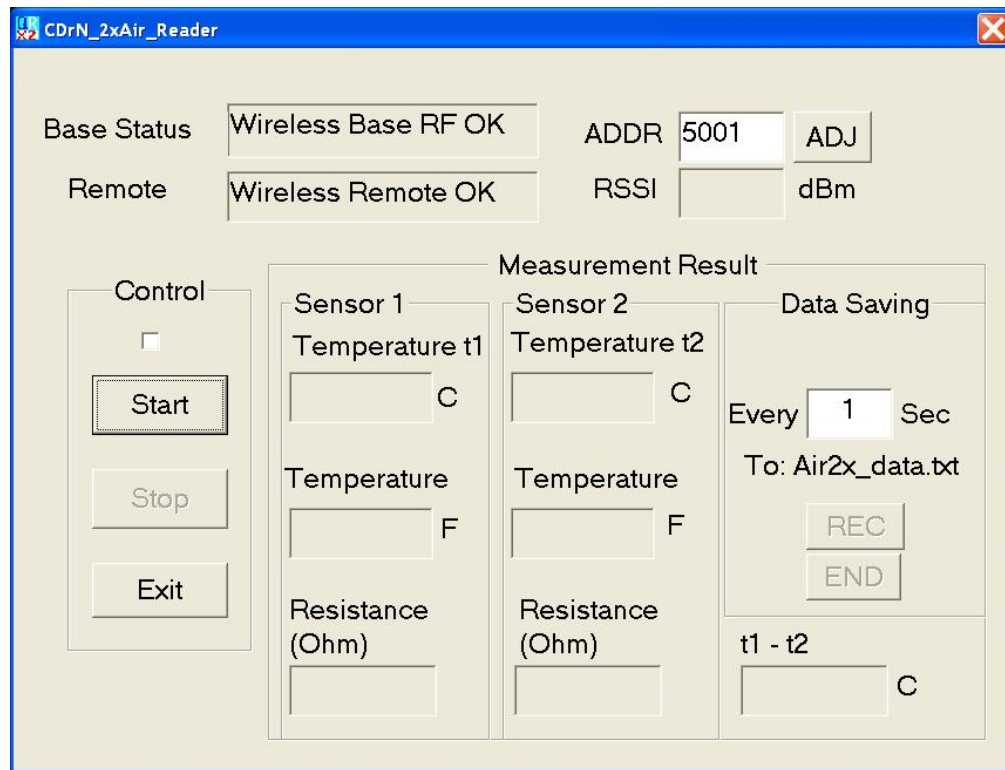 CDrN_2xAir_Reader
Base Status Wireless Base RF OK ADDR 5001 ADJ
Remote Wireless Remote OK RSSI dBm
Control
Start
Stop
Exit
Measurement Result
Sensor 1
Temperature t1
C
Temperature
F
Resistance
(Ohm)
Sensor 2
Temperature t2
C
Temperature
F
Resistance
(Ohm)
Data Saving
Every 1 Sec
To: Air2x_data.txt
REC
END
t1 - t2
C